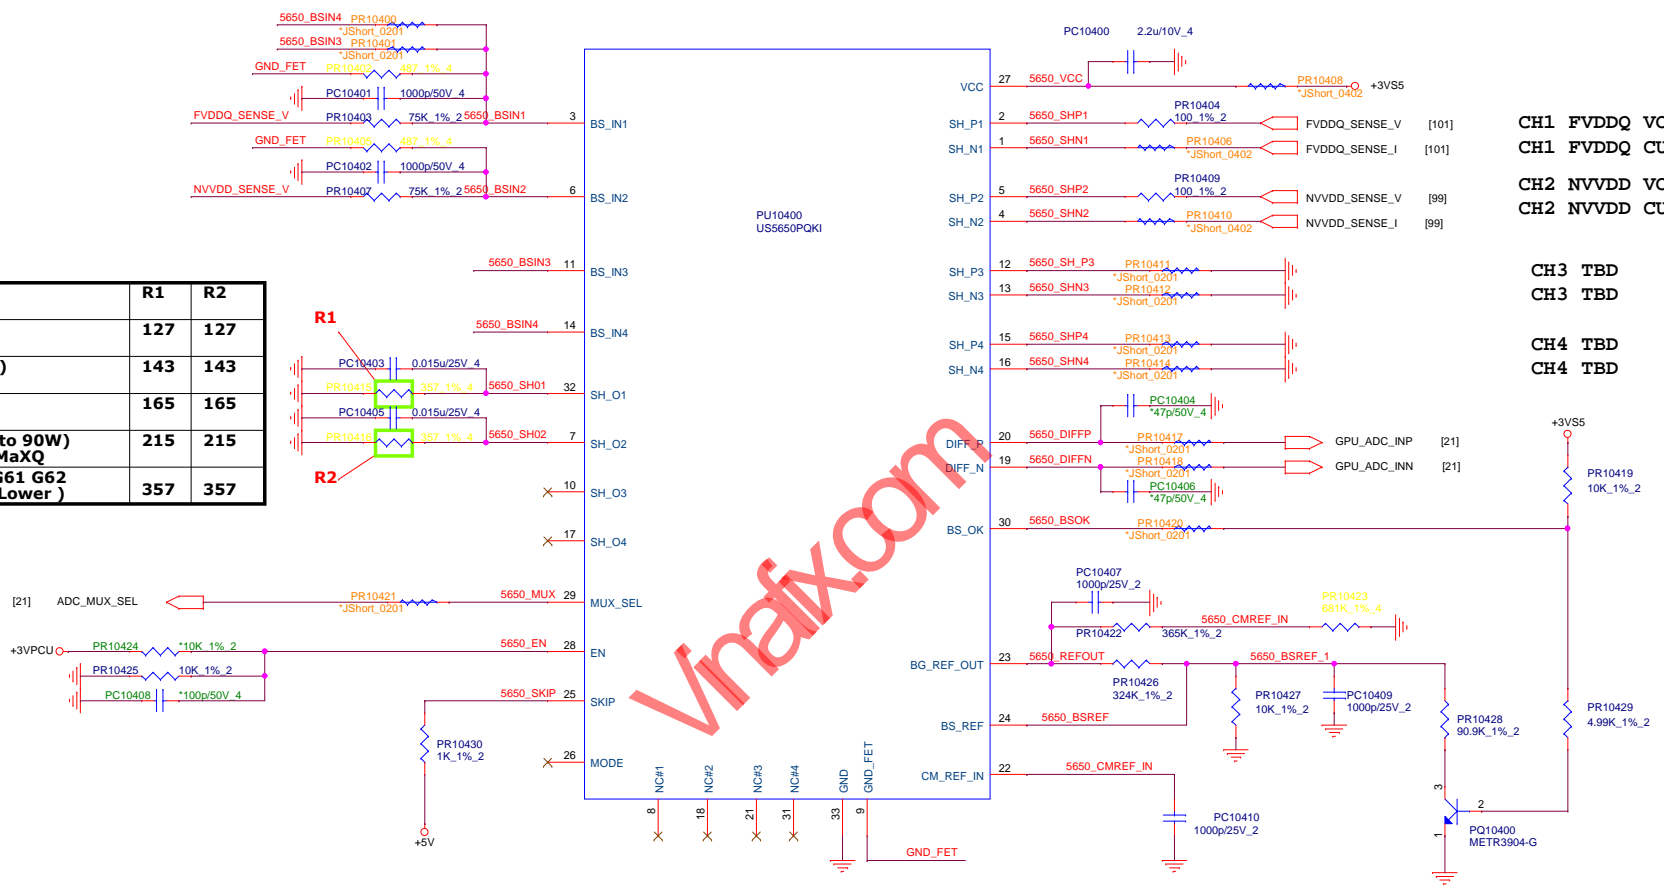 5650_BSIN4 PR10400
*JShort_0201
5650_BSIN3 PR10401
*JShort_0201
GND_FET PR10402 487_1%_4
PC10401 1000p/50V_4
FVDDQ_SENSE_V PR10403 75K_1%_2 5650_BSIN1 3 BS_IN1
GND_FET PR10405 487_1%_4
PC10402 1000p/50V_4
NVVDD_SENSE_V PR10407 75K_1%_2 5650_BSIN2 6 BS_IN2
5650_BSIN3 11 BS_IN3
5650_BSIN4 14 BS_IN4
R1
PC10403 0.015u/25V_4
PR10415 357_1%_4 5650_SH01 32 SH_O1
PC10405 0.015u/25V_4
PR10416 357_1%_4 5650_SH02 7 SH_O2
R2
10 SH_O3
17 SH_O4
R1 R2
127 127
) 143 143
165 165
to 90W) 215 215
MaXQ
G61 G62
Lower ) 357 357
[21] ADC_MUX_SEL PR10421 5650_MUX 29 MUX_SEL
*JShort_0201
+3VPCU PR10424 *10K_1%_2 5650_EN 28 EN
PR10425 10K_1%_2
PC10408 *100p/50V_4
5650_SKIP 25 SKIP
PR10430
1K_1%_2
+5V
26 MODE
PU10400
US5650PQKI
NC#1 NC#2 NC#3 NC#4 GND GND_FET
8 18 21 31 33 9
GND_FET
PC10400 2.2u/10V_4
VCC 27 5650_VCC PR10408 +3VS5
*JShort_0402
SH_P1 2 5650_SHP1 PR10404
100_1%_2 FVDDQ_SENSE_V [101]
SH_N1 1 5650_SHN1 PR10406
*JShort_0402 FVDDQ_SENSE_I [101]
SH_P2 5 5650_SHP2 PR10409
100_1%_2 NVVDD_SENSE_V [99]
SH_N2 4 5650_SHN2 PR10410
*JShort_0402 NVVDD_SENSE_I [99]
CH1 FVDDQ VO
CH1 FVDDQ CU
CH2 NVVDD VO
CH2 NVVDD CU
SH_P3 12 5650_SH_P3 PR10411
*JShort_0201
SH_N3 13 5650_SHN3 PR10412
*JShort_0201
CH3 TBD
CH3 TBD
SH_P4 15 5650_SHP4 PR10413
*JShort_0201
SH_N4 16 5650_SHN4 PR10414
*JShort_0201
CH4 TBD
CH4 TBD
PC10404
*47p/50V_4
DIFF_P 20 5650_DIFFP PR10417 GPU_ADC_INP [21]
*JShort_0201
DIFF_N 19 5650_DIFFN PR10418 GPU_ADC_INN [21]
*JShort_0201
PC10406
*47p/50V_4
BS_OK 30 5650_BSOK PR10420
*JShort_0201
+3VS5
PR10419
10K_1%_2
PC10407
1000p/25V_2
PR10422 365K_1%_2 5650_CMREF_IN PR10423
681K_1%_4
BG_REF_OUT 23 5650_REFOUT 5650_BSREF_1
PR10426
324K_1%_2
PR10427
10K_1%_2
PC10409
1000p/25V_2
PR10428
90.9K_1%_2
PR10429
4.99K_1%_2
BS_REF 24 5650_BSREF
CM_REF_IN 22 5650_CMREF_IN
PC10410
1000p/25V_2
3
2
1
PQ10400
METR3904-G
Vinafix.com